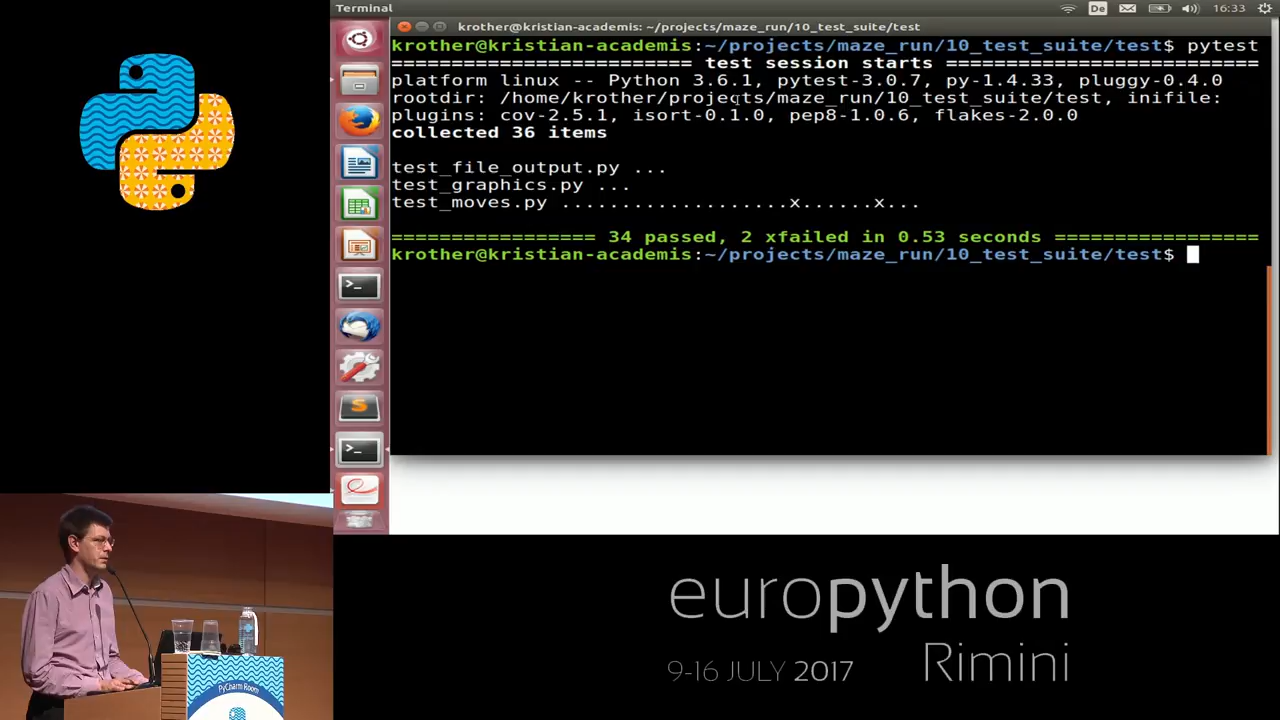 Terminal
De
16:33
krother@kristian-academis: ~/projects/maze_run/10_test_suite/test
krother@kristian-academis:~/projects/maze_run/10_test_suite/test$ pytest
========================= test session starts ==========================
platform linux -- Python 3.6.1, pytest-3.0.7, py-1.4.33, pluggy-0.4.0
rootdir: /home/krother/projects/maze_run/10_test_suite/test, inifile:
plugins: cov-2.5.1, isort-0.1.0, pep8-1.0.6, flakes-2.0.0
collected 36 items
test_file_output.py ...
test_graphics.py ...
test_moves.py ...................x......x...
================= 34 passed, 2 xfailed in 0.53 seconds =================
krother@kristian-academis:~/projects/maze_run/10_test_suite/test$
europython
Rimini
9-16 JULY 2017
PyCharm Room